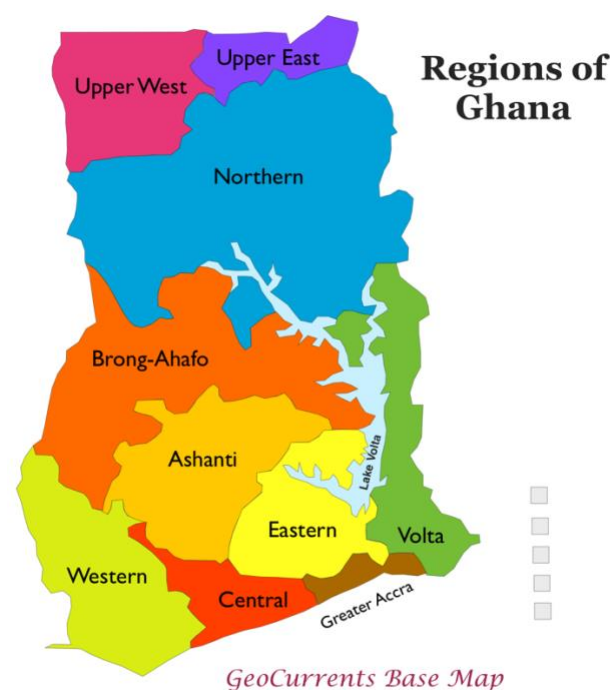 Regions of
Ghana
Upper East
Upper West
Northern
Brong-Ahafo
Ashanti
Lake Volta
Eastern
Volta
Western
Central
Greater Accra
GeoCurrents Base Map